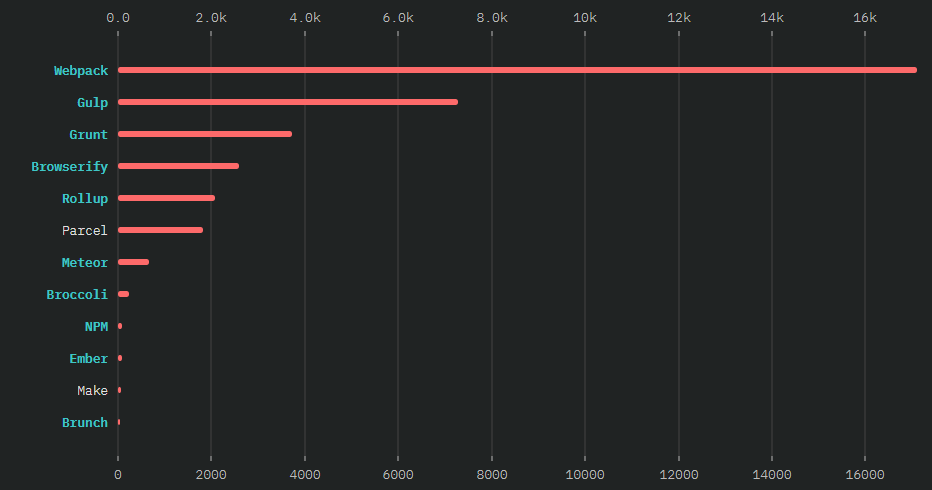 0.0 2.0k 4.0k 6.0k 8.0k 10k 12k 14k 16k
Webpack
Gulp
Grunt
Browserify
Rollup
Parcel
Meteor
Broccoli
NPM
Ember
Make
Brunch
0 2000 4000 6000 8000 10000 12000 14000 16000